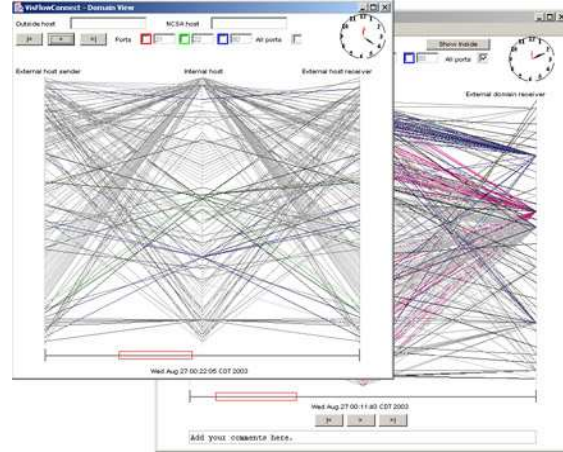 VisFlowConnect - Domain View
Outside host NCSA host
|< > >| Ports All ports
External host sender Internal host External host receiver
Wed Aug 27 00:22:05 CDT 2003
Show Inside
All ports
External domain receiver
Wed Aug 27 00:11:43 CDT 2003
|< > >|
Add your comments here.